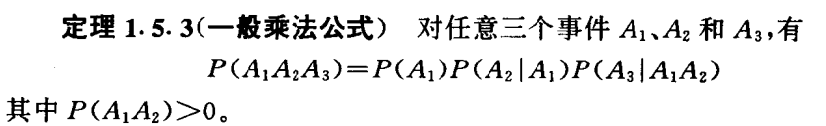 定理 1.5.3(一般乘法公式) 对任意三个事件 A₁、A₂ 和 A₃,有
P(A₁A₂A₃)=P(A₁)P(A₂|A₁)P(A₃|A₁A₂)
其中 P(A₁A₂)>0。